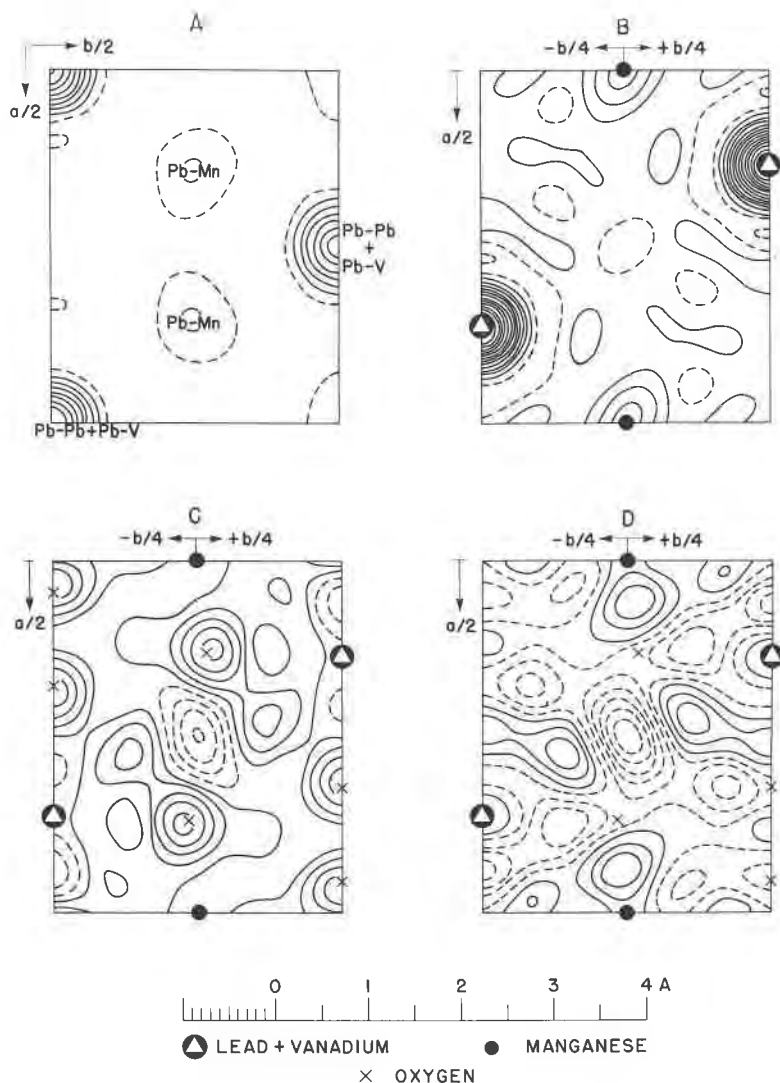 A
b/2
a/2
Pb-Mn
Pb-Pb
+
Pb-V
Pb-Mn
Pb-Pb+Pb-V
B
-b/4 +b/4
a/2
C
-b/4 +b/4
a/2
D
-b/4 +b/4
a/2
0 1 2 3 4 A
LEAD + VANADIUM MANGANESE
× OXYGEN